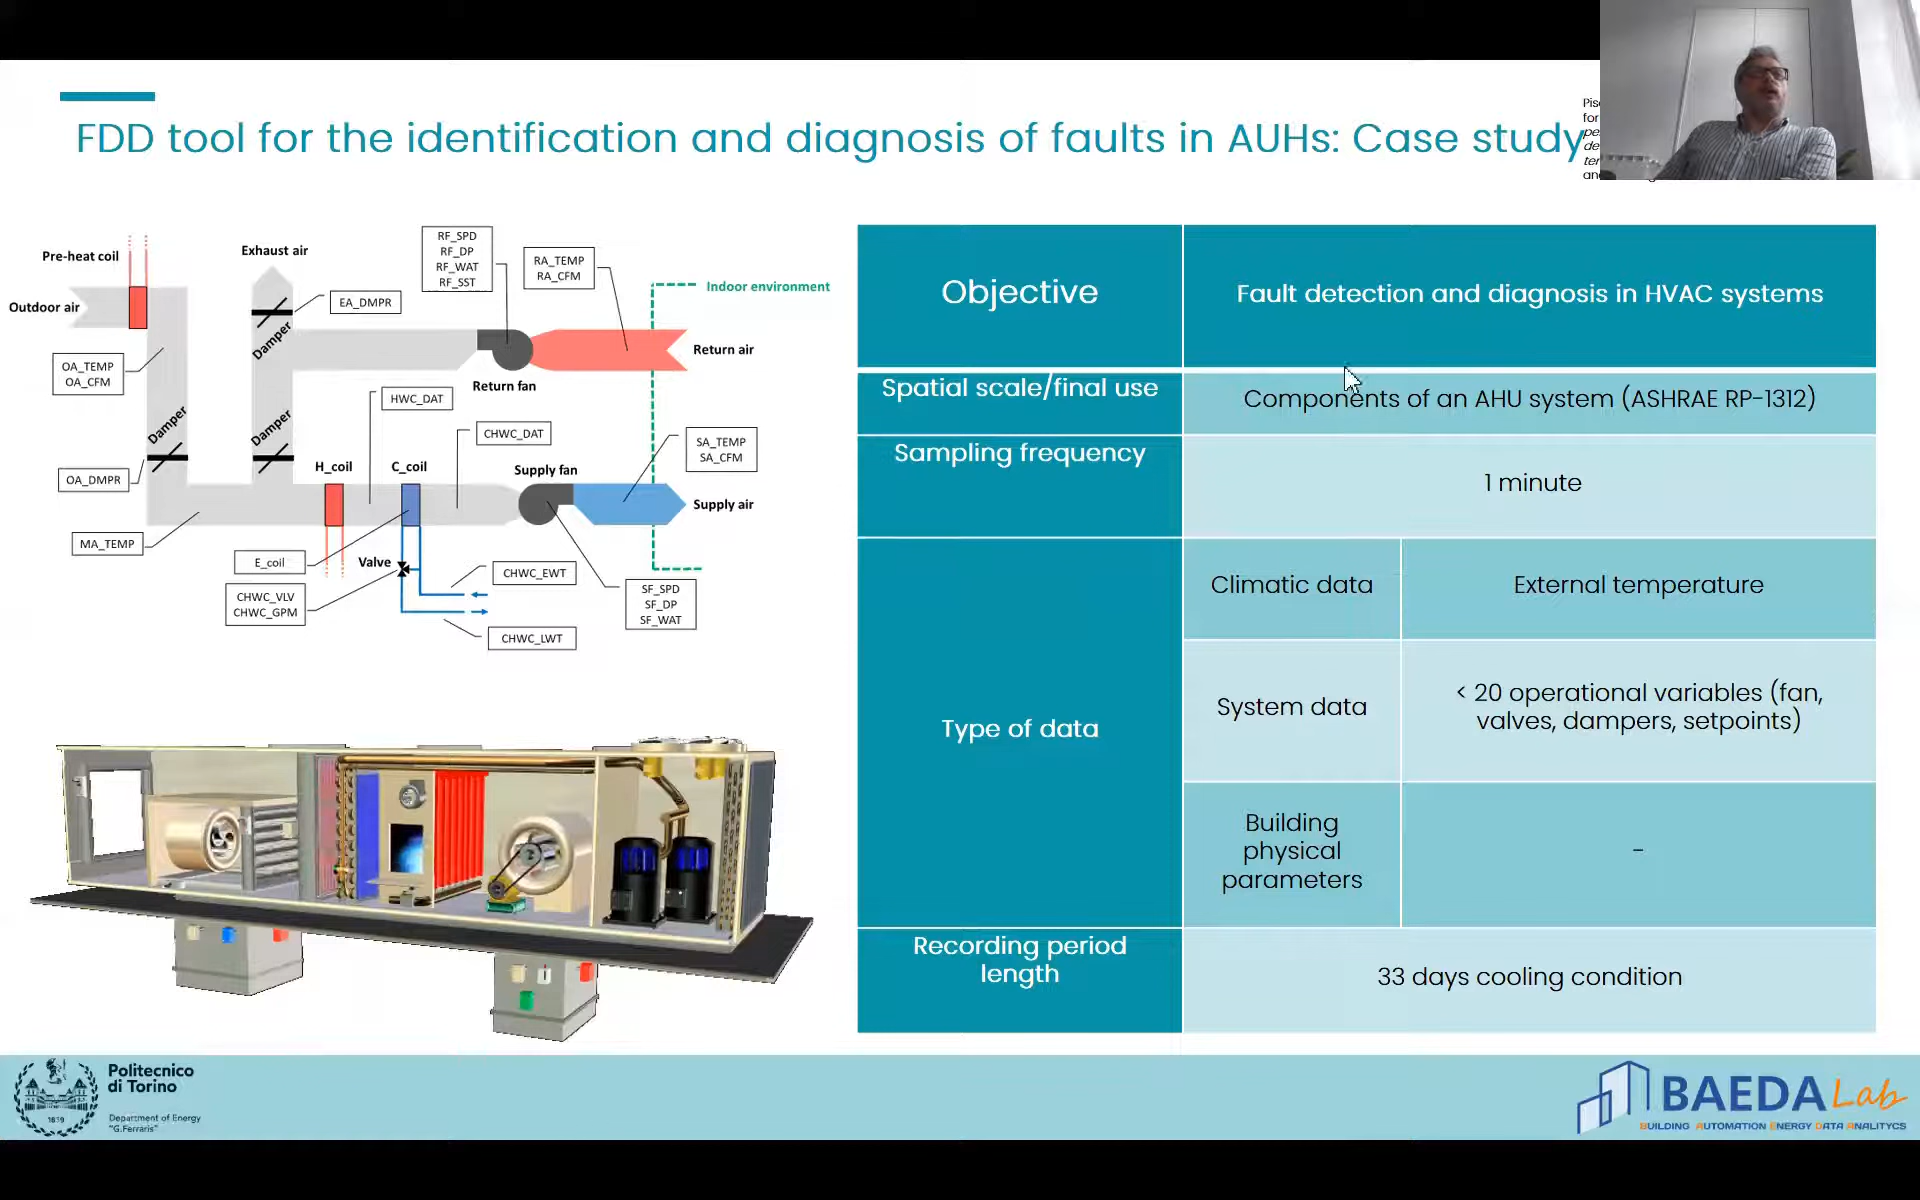 FDD tool for the identification and diagnosis of faults in AUHs: Case study
for
an
Pre-heat coil
Outdoor air
Exhaust air
EA_DMPR
RF_SPD
RF_DP
RF_WAT
RF_SST
RA_TEMP
RA_CFM
Indoor environment
Damper
Return air
Return fan
OA_TEMP
OA_CFM
HWC_DAT
CHWC_DAT
Damper
Damper
SA_TEMP
SA_CFM
OA_DMPR
H_coil
C_coil
Supply fan
Supply air
MA_TEMP
E_coil
Valve
CHWC_EWT
CHWC_VLV
CHWC_GPM
SF_SPD
SF_DP
SF_WAT
CHWC_LWT
Objective
Fault detection and diagnosis in HVAC systems
Spatial scale/final use
Components of an AHU system (ASHRAE RP-1312)
Sampling frequency
1 minute
Type of data
Climatic data
External temperature
System data
< 20 operational variables (fan,
valves, dampers, setpoints)
Building
physical
parameters
-
Recording period
length
33 days cooling condition
1859
Politecnico
di Torino
Department of Energy
"G.Ferraris"
BAEDA Lab
BUILDING AUTOMATION ENERGY DATA ANALITYCS